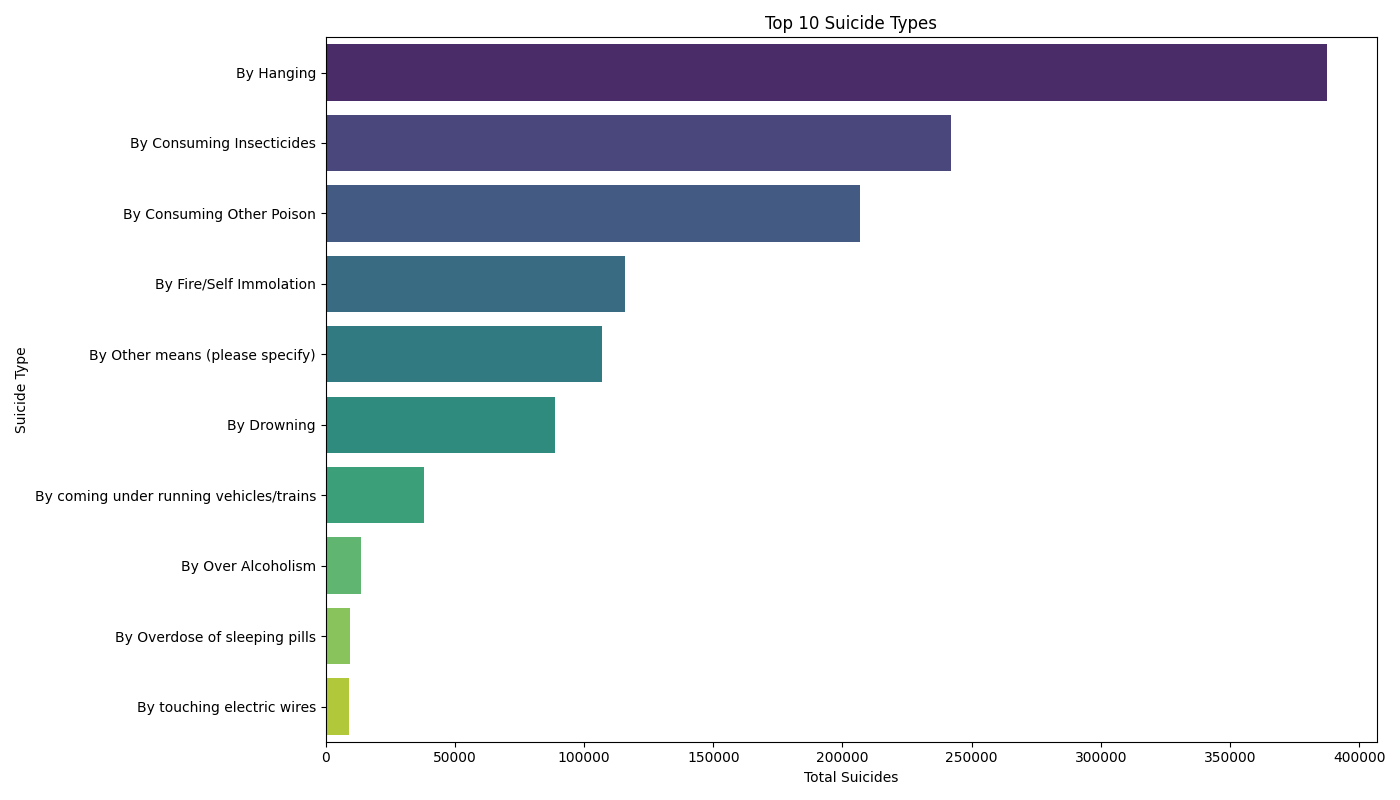 Top 10 Suicide Types
Suicide Type
By Hanging
By Consuming Insecticides
By Consuming Other Poison
By Fire/Self Immolation
By Other means (please specify)
By Drowning
By coming under running vehicles/trains
By Over Alcoholism
By Overdose of sleeping pills
By touching electric wires
0 50000 100000 150000 200000 250000 300000 350000 400000
Total Suicides